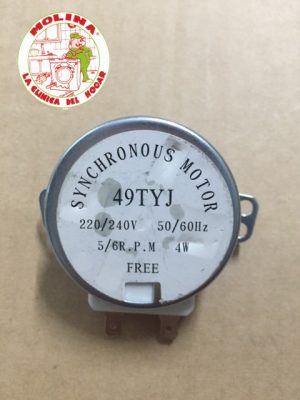 MOLINA
LA CLINICA DEL HOGAR
SYNCHRONOUS MOTOR
49TYJ
220/240V 50/60Hz
5/6R.P.M 4W
FREE